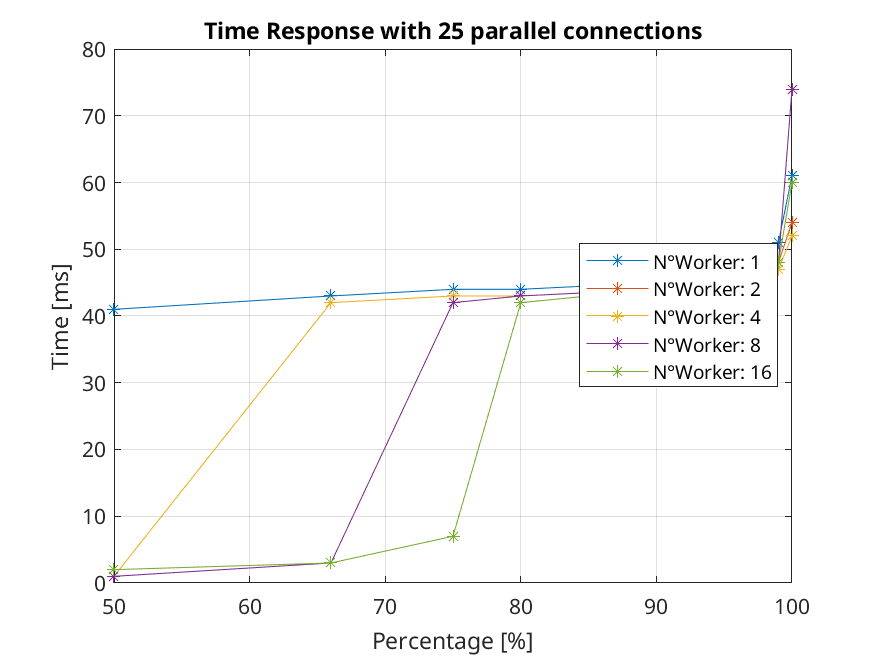 Time Response with 25 parallel connections
80
70
60
50
40
30
20
10
0
Time [ms]
N°Worker: 1
N°Worker: 2
N°Worker: 4
N°Worker: 8
N°Worker: 16
50 60 70 80 90 100
Percentage [%]